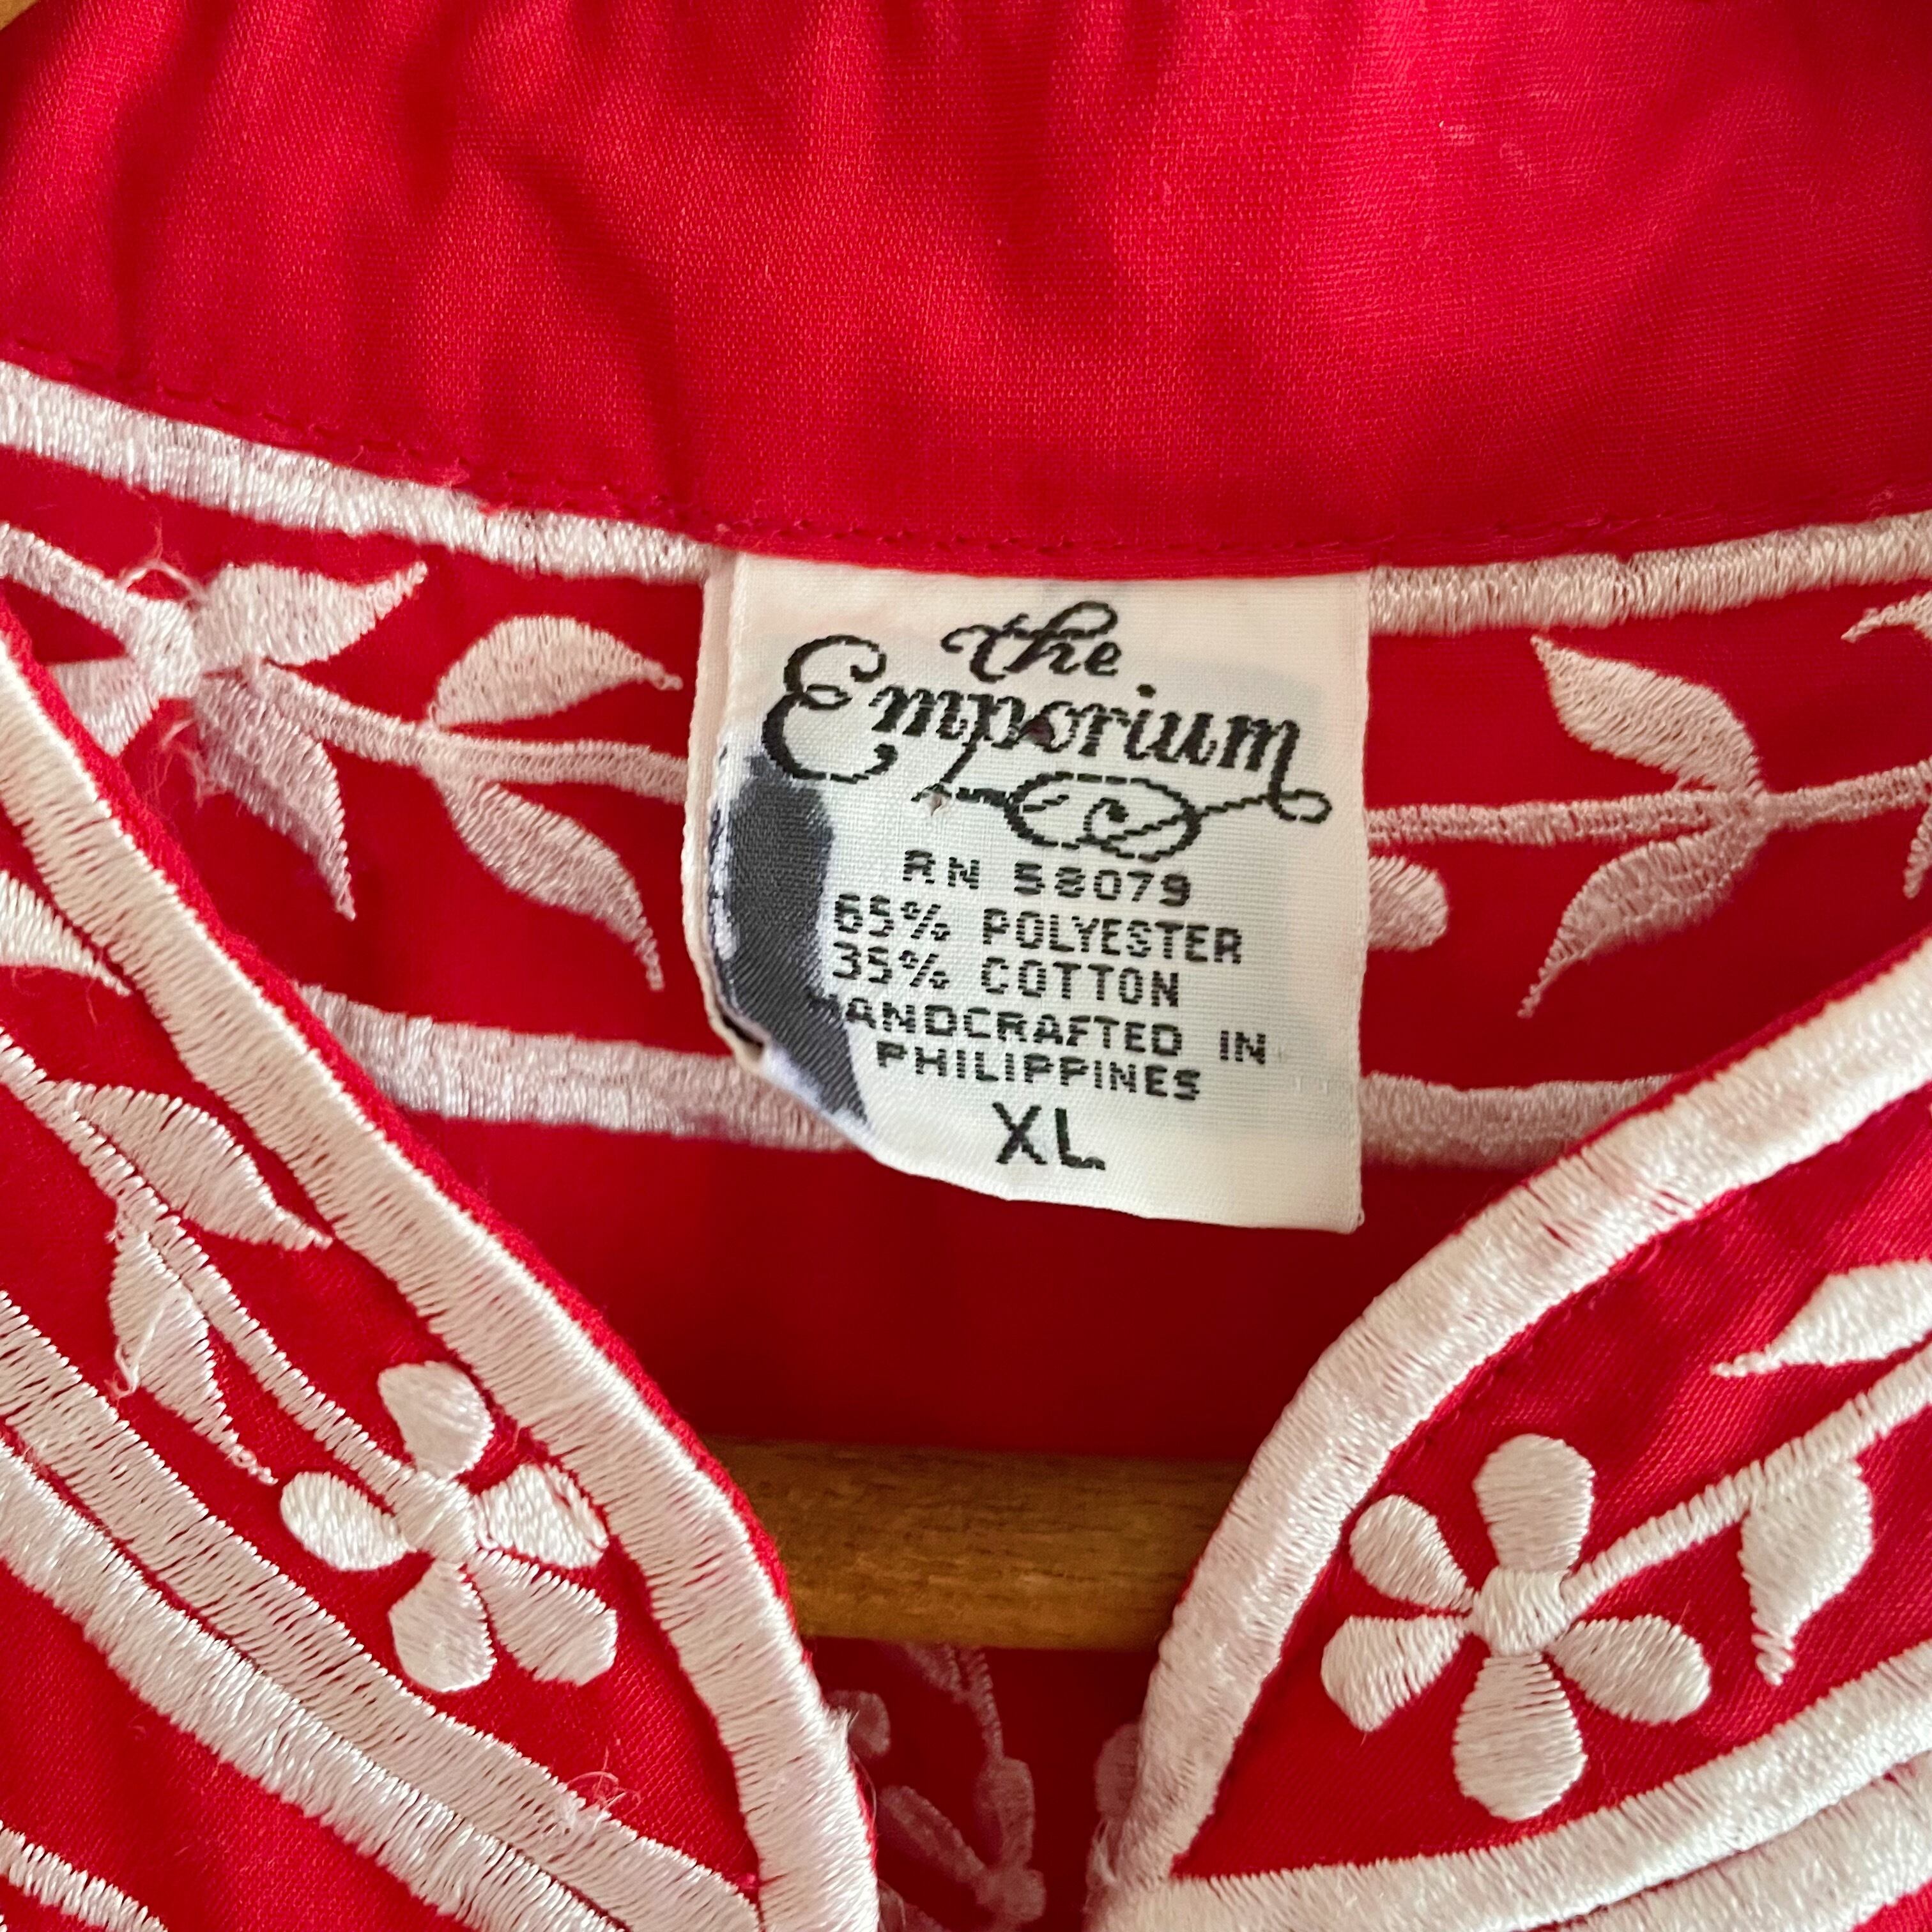 the
Emporium
RN 58079
65% POLYESTER
35% COTTON
HANDCRAFTED IN
PHILIPPINES
XL